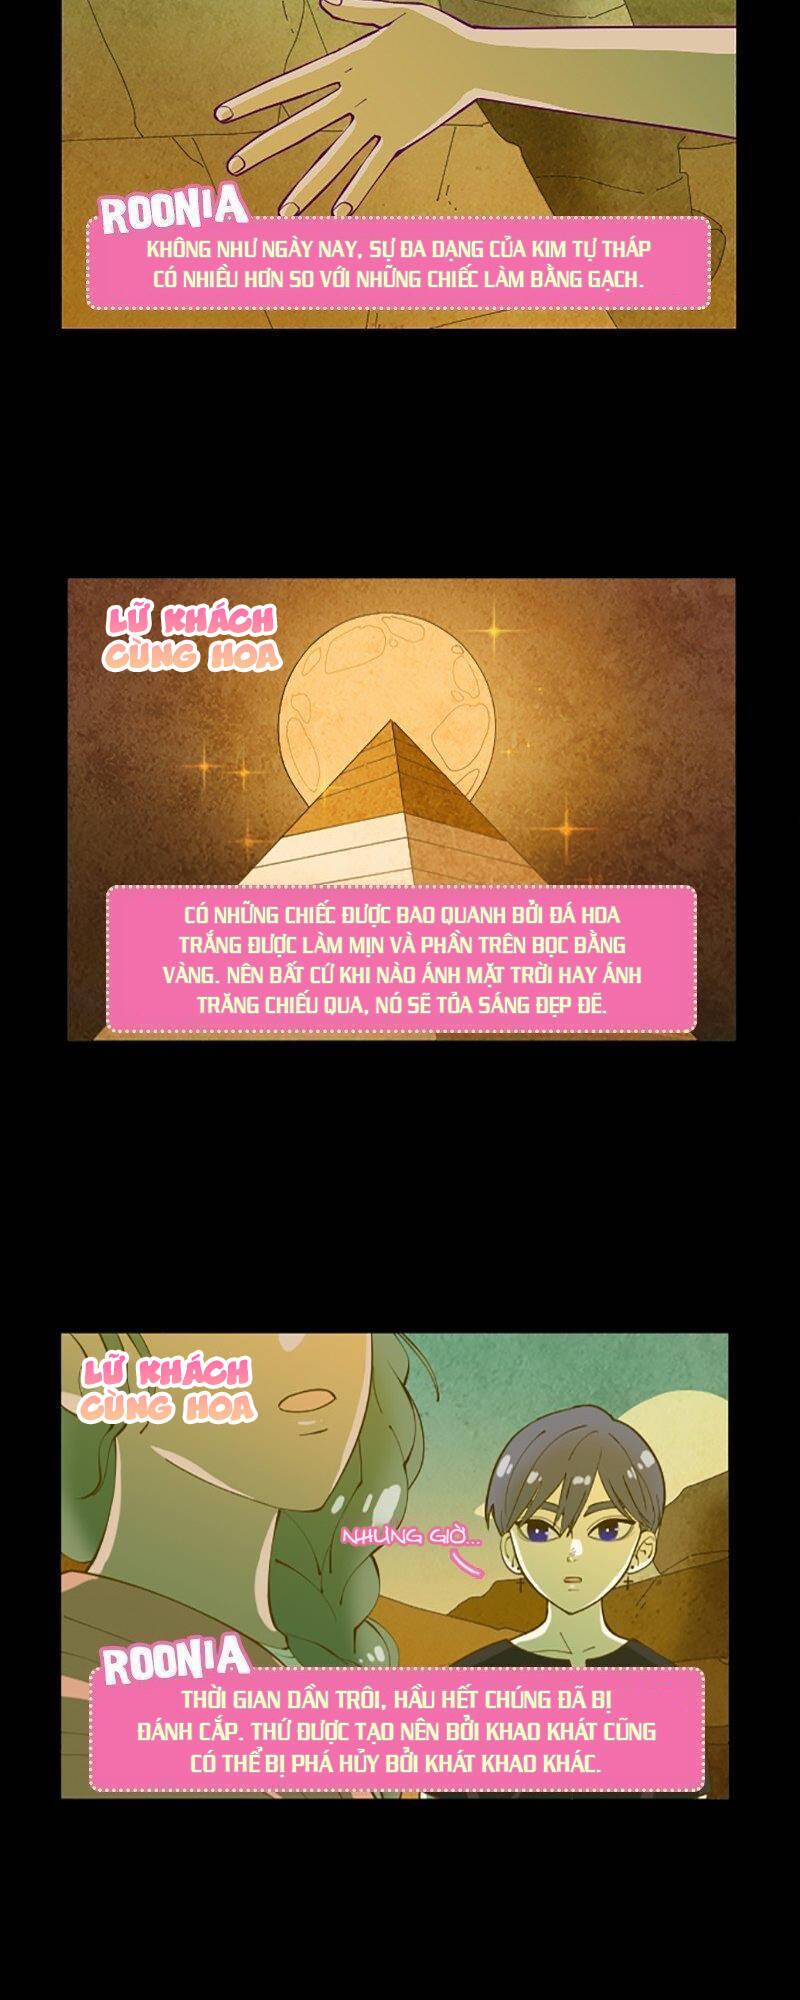 ROONIA
KHÔNG NHƯ NGÀY NAY, SỰ ĐA DẠNG CỦA KIM TỰ THÁP
CÓ NHIỀU HƠN SO VỚI NHỮNG CHIẾC LÀM BẰNG GẠCH.
LỮ KHÁCH
CÙNG HOA
CÓ NHỮNG CHIẾC ĐƯỢC BAO QUANH BỞI ĐÁ HOA
TRẮNG ĐƯỢC LÀM MỊN VÀ PHẦN TRÊN BỌC BẰNG
VÀNG. NÊN BẤT CỨ KHI NÀO ÁNH MẶT TRỜI HAY ÁNH
TRĂNG CHIẾU QUA, NÓ SẼ TỎA SÁNG ĐẸP ĐẼ.
LỮ KHÁCH
CÙNG HOA
NHƯNG GIỜ...
ROONIA
THỜI GIAN DẦN TRÔI, HẦU HẾT CHÚNG ĐÃ BỊ
ĐÁNH CẮP. THỨ ĐƯỢC TẠO NÊN BỞI KHAO KHÁT CŨNG
CÓ THỂ BỊ PHÁ HỦY BỞI KHÁT KHAO KHÁC.